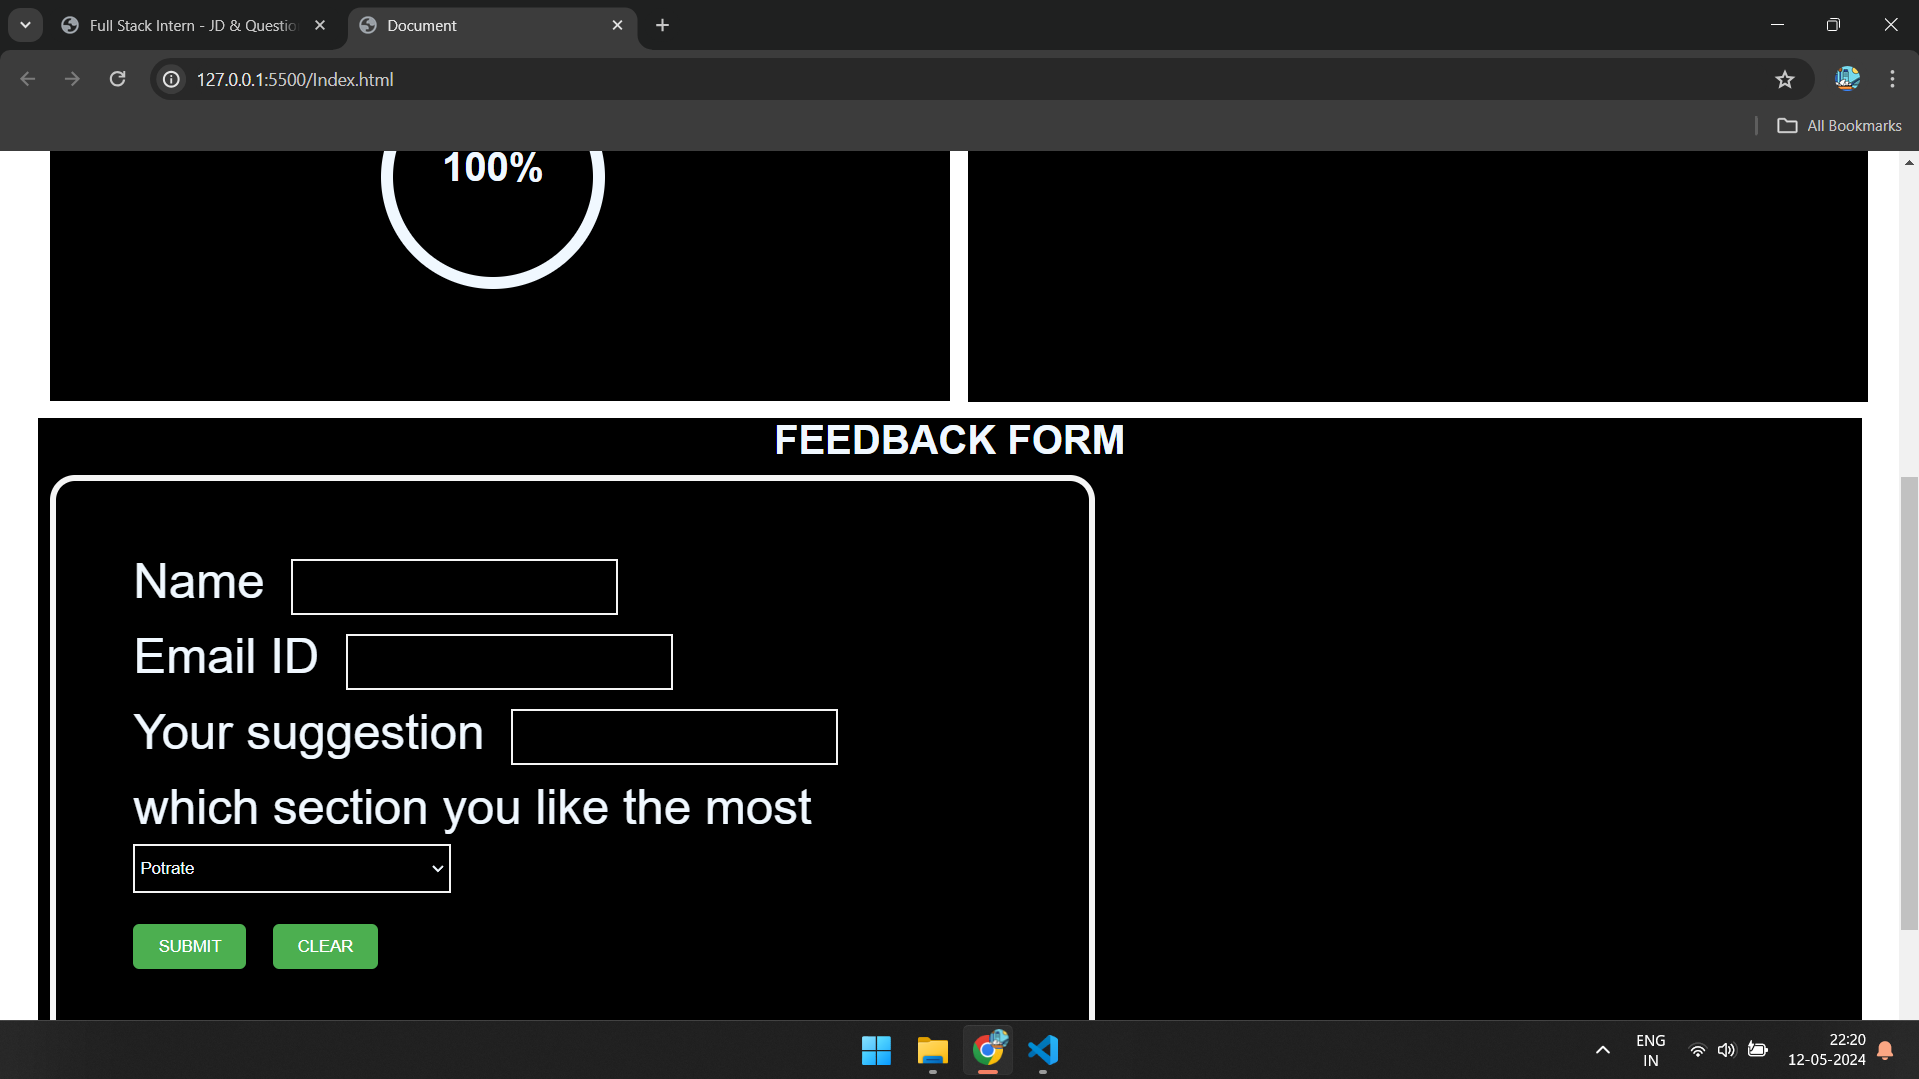 Full Stack Intern - JD & Questio
Document
127.0.0.1:5500/Index.html
All Bookmarks
100%
FEEDBACK FORM
Name
Email ID
Your suggestion
which section you like the most
Potrate
SUBMIT CLEAR
ENG
IN
22:20
12-05-2024